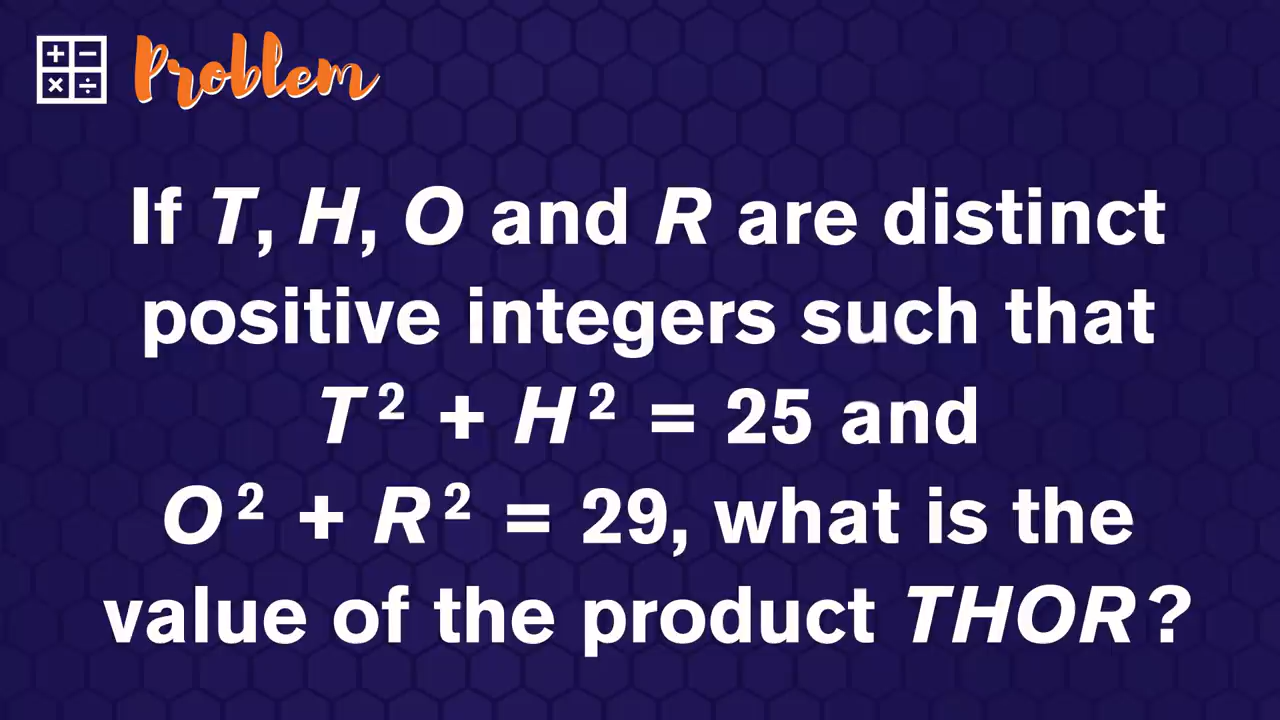 Problem
If T, H, O and R are distinct
positive integers such that
T² + H² = 25 and
O² + R² = 29, what is the
value of the product THOR?